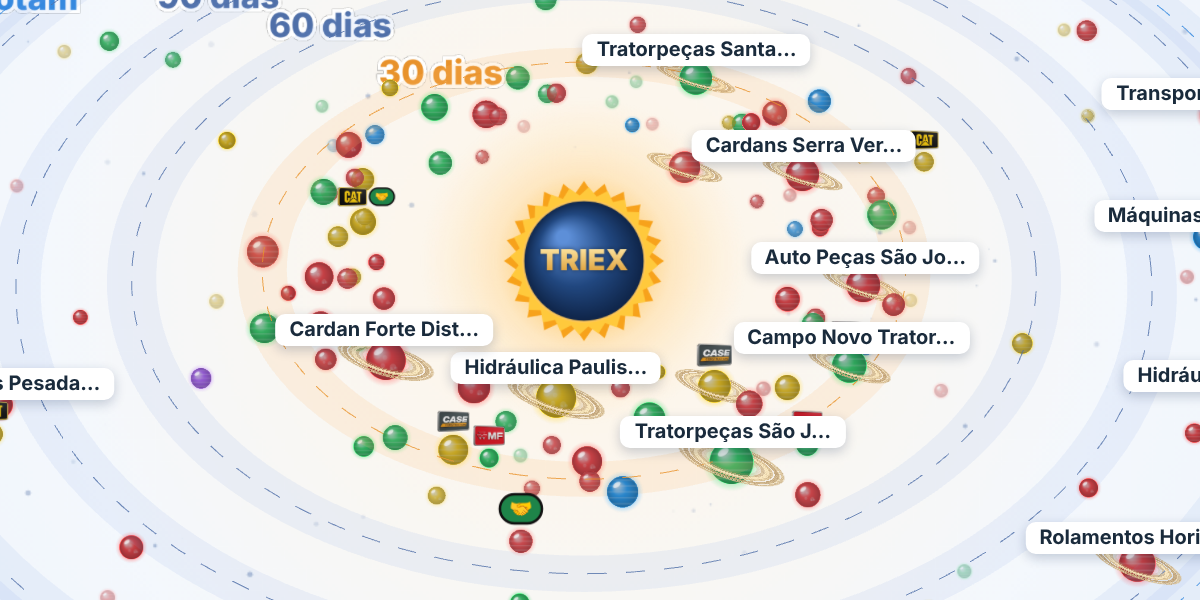 60 dias
30 dias
Tratorpeças Santa...
Transpor
Cardans Serra Ver...
CAT
CAT
Máquinas
TRIEX
Auto Peças São Jo...
Cardan Forte Dist...
Campo Novo Trator...
CASE
Hidráulica Paulis...
s Pesada...
Hidráu
CASE
MF
Tratorpeças São J...
Rolamentos Hori